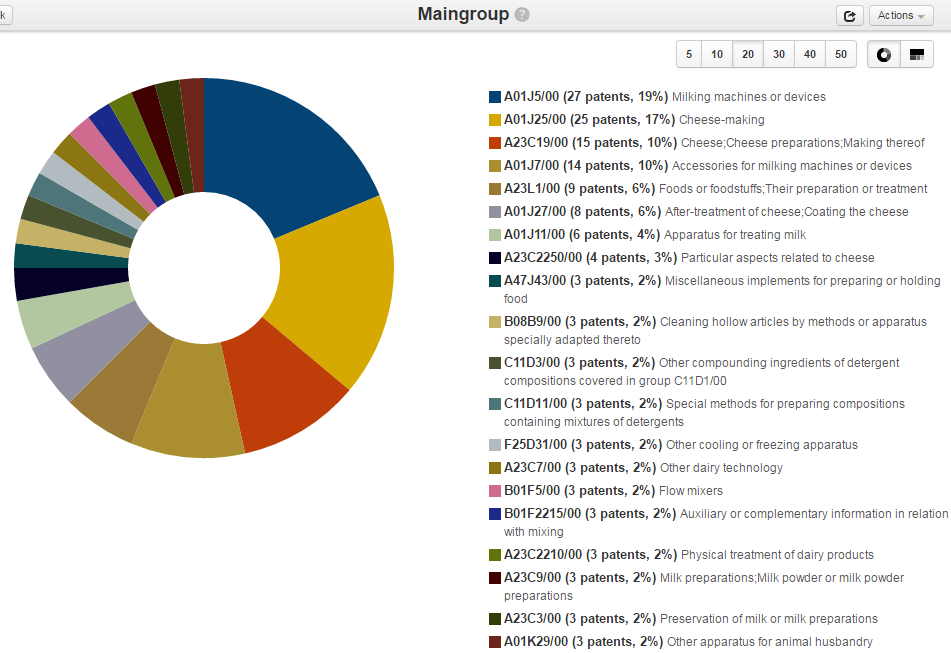 k
Maingroup ?
Actions
5 10 20 30 40 50
A01J5/00 (27 patents, 19%) Milking machines or devices
A01J25/00 (25 patents, 17%) Cheese-making
A23C19/00 (15 patents, 10%) Cheese;Cheese preparations;Making thereof
A01J7/00 (14 patents, 10%) Accessories for milking machines or devices
A23L1/00 (9 patents, 6%) Foods or foodstuffs;Their preparation or treatment
A01J27/00 (8 patents, 6%) After-treatment of cheese;Coating the cheese
A01J11/00 (6 patents, 4%) Apparatus for treating milk
A23C2250/00 (4 patents, 3%) Particular aspects related to cheese
A47J43/00 (3 patents, 2%) Miscellaneous implements for preparing or holding
food
B08B9/00 (3 patents, 2%) Cleaning hollow articles by methods or apparatus
specially adapted thereto
C11D3/00 (3 patents, 2%) Other compounding ingredients of detergent
compositions covered in group C11D1/00
C11D11/00 (3 patents, 2%) Special methods for preparing compositions
containing mixtures of detergents
F25D31/00 (3 patents, 2%) Other cooling or freezing apparatus
A23C7/00 (3 patents, 2%) Other dairy technology
B01F5/00 (3 patents, 2%) Flow mixers
B01F2215/00 (3 patents, 2%) Auxiliary or complementary information in relation
with mixing
A23C2210/00 (3 patents, 2%) Physical treatment of dairy products
A23C9/00 (3 patents, 2%) Milk preparations;Milk powder or milk powder
preparations
A23C3/00 (3 patents, 2%) Preservation of milk or milk preparations
A01K29/00 (3 patents, 2%) Other apparatus for animal husbandry